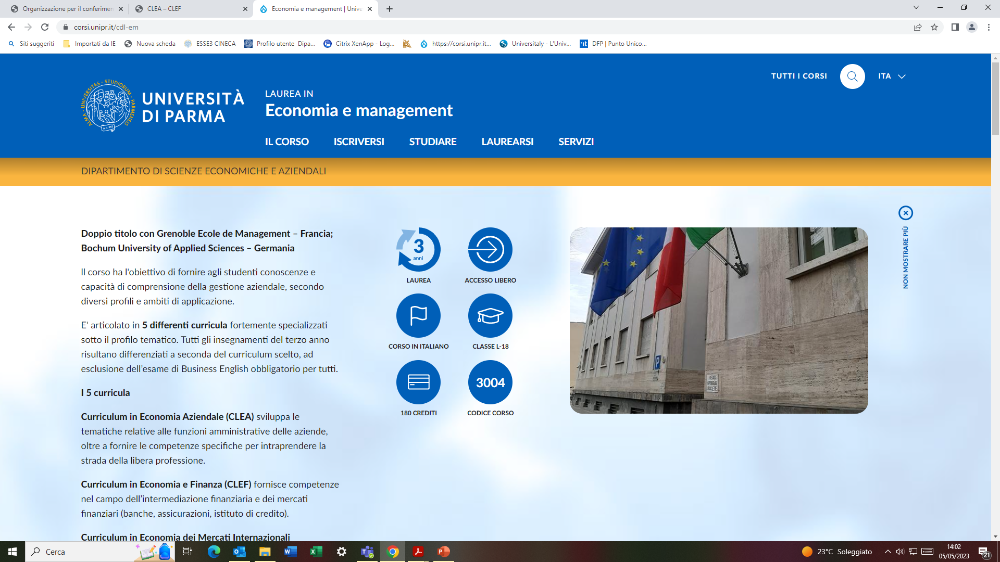 Organizzazione per il conferimen
CLEA – CLEF
Economia e management | Unive
corsi.unipr.it/cdl-em
Siti suggeriti
Importati da IE
Nuova scheda
ESSE3 CINECA
Profilo utente Dipa...
Citrix XenApp - Log...
https://corsi.unipr.it...
Universitaly - L'Univ...
DFP | Punto Unico...
TUTTI I CORSI
ITA
ALMA · UNIVERSITAS · STUDIORUM · PARMENSIS
A.D. 962
UNIVERSITÀ
DI PARMA
LAUREA IN
Economia e management
IL CORSO
ISCRIVERSI
STUDIARE
LAUREARSI
SERVIZI
DIPARTIMENTO DI SCIENZE ECONOMICHE E AZIENDALI
Doppio titolo con Grenoble Ecole de Management – Francia;
Bochum University of Applied Sciences – Germania
Il corso ha l'obiettivo di fornire agli studenti conoscenze e
capacità di comprensione della gestione aziendale, secondo
diversi profili e ambiti di applicazione.
E' articolato in 5 differenti curricula fortemente specializzati
sotto il profilo tematico. Tutti gli insegnamenti del terzo anno
risultano differenziati a seconda del curriculum scelto, ad
esclusione dell’esame di Business English obbligatorio per tutti.
I 5 curricula
Curriculum in Economia Aziendale (CLEA) sviluppa le
tematiche relative alle funzioni amministrative delle aziende,
oltre a fornire le competenze specifiche per intraprendere la
strada della libera professione.
Curriculum in Economia e Finanza (CLEF) fornisce competenze
nel campo dell’intermediazione finanziaria e dei mercati
finanziari (banche, assicurazioni, istituto di credito).
Curriculum in Economia dei Mercati Internazionali
3
anni
LAUREA
ACCESSO LIBERO
CORSO IN ITALIANO
CLASSE L-18
180 CREDITI
3004
CODICE CORSO
P
VIETATO
APPOGGIARE
BICICLETTE
NON MOSTRARE PIÙ
Cerca
23°C Soleggiato
14:02
05/05/2023
21